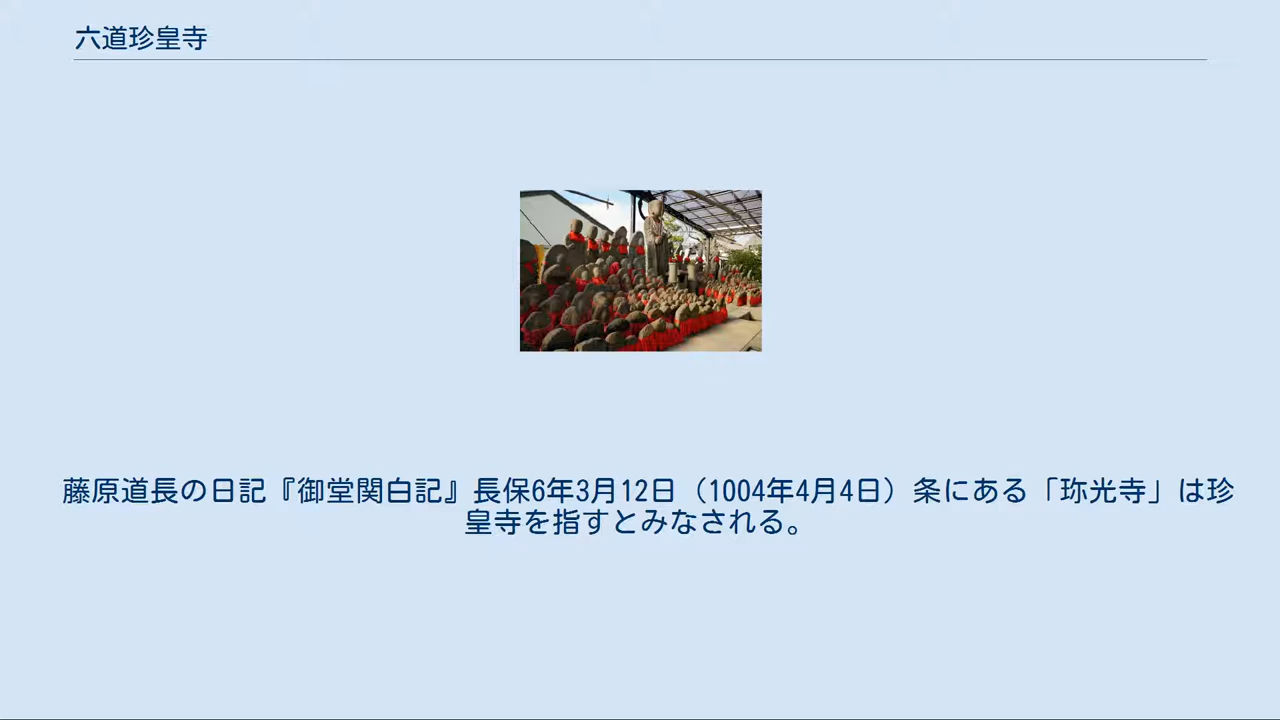 六道珍皇寺
藤原道長の日記『御堂関白記』長保6年3月12日（1004年4月4日）条にある「珎光寺」は珍
皇寺を指すとみなされる。